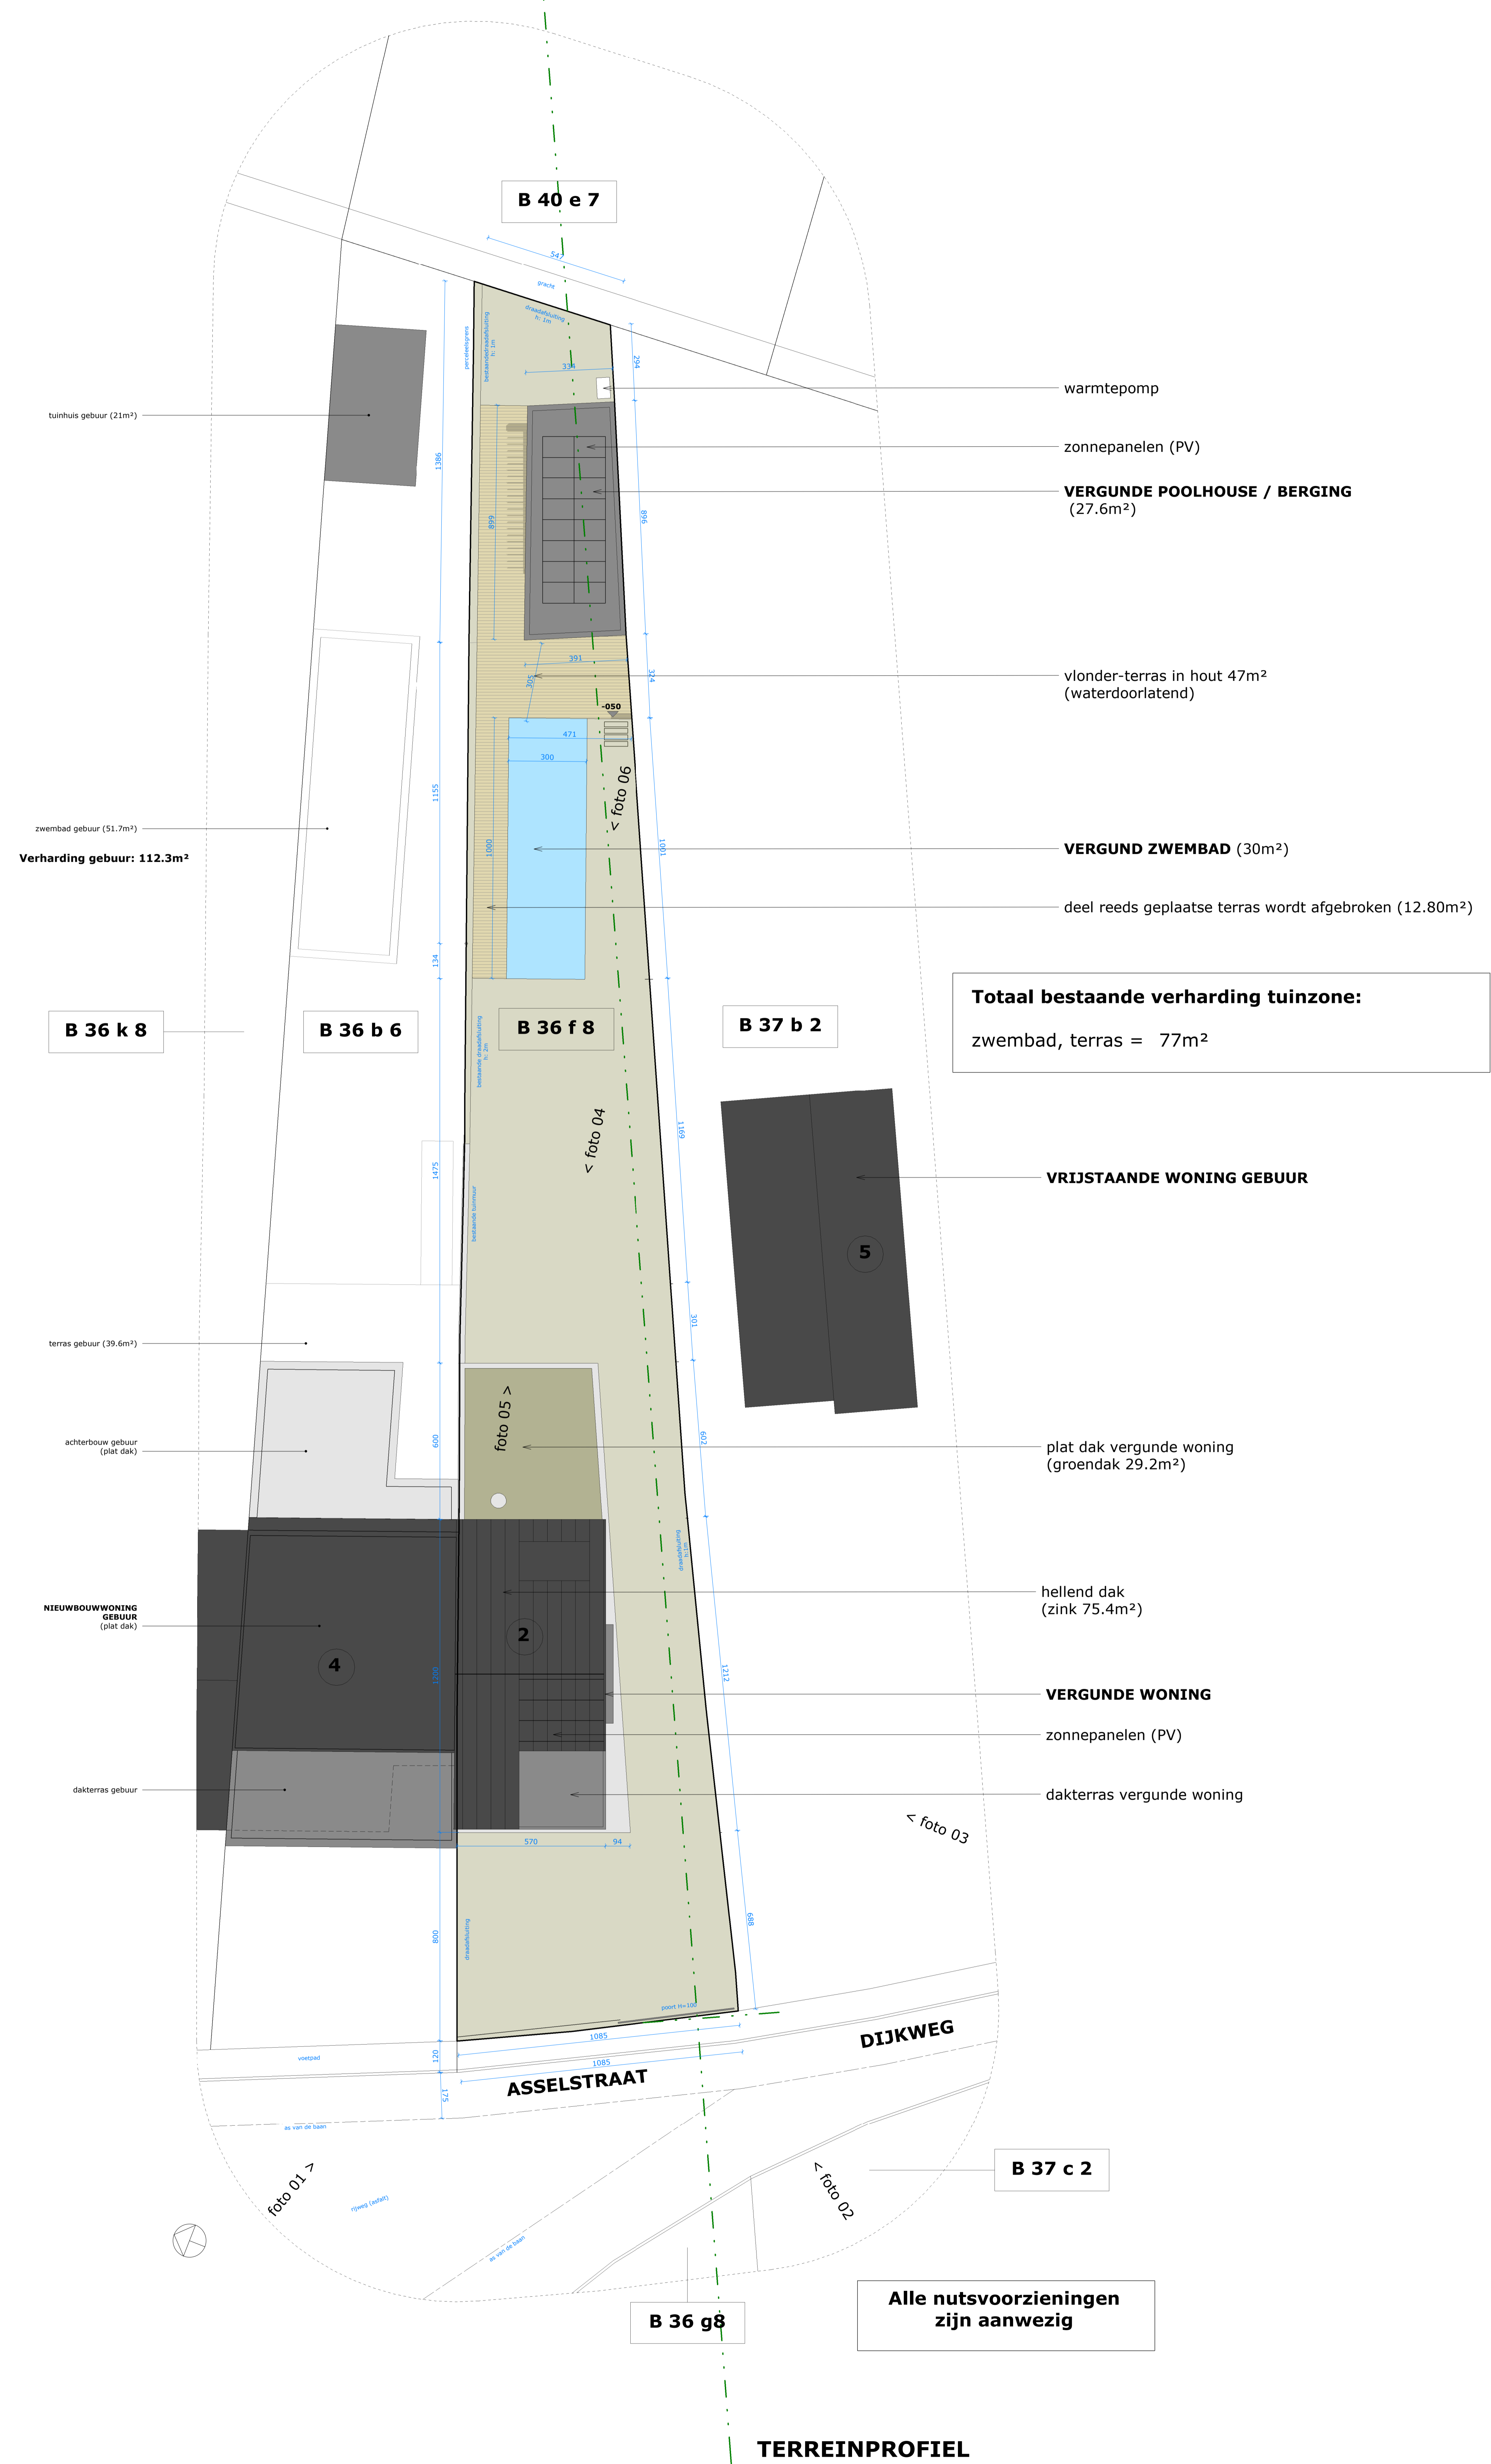 B 40 e 7
547
gracht
draadafsluiting
h: 1m
perceelsgrens
bestaandedraadafsluiting
h: 1m
334
294
warmtepomp
tuinhuis gebuur (21m²)
zonnepanelen (PV)
1386
VERGUNDE POOLHOUSE / BERGING
(27.6m²)
899
896
391
305
324
vlonder-terras in hout 47m²
(waterdoorlatend)
-050
471
300
< foto 06
1155
zwembad gebuur (51.7m²)
Verharding gebuur: 112.3m²
1000
1001
VERGUND ZWEMBAD (30m²)
deel reeds geplaatse terras wordt afgebroken (12.80m²)
134
Totaal bestaande verharding tuinzone:
zwembad, terras = 77m²
B 36 k 8
B 36 b 6
B 36 f 8
B 37 b 2
bestaande draadafsluiting
h: 2m
< foto 04
1169
1475
VRIJSTAANDE WONING GEBUUR
bestaande tuinmuur
5
301
terras gebuur (39.6m²)
foto 05 >
600
602
achterbouw gebuur
(plat dak)
plat dak vergunde woning
(groendak 29.2m²)
draadafsluiting
h:1m
hellend dak
(zink 75.4m²)
NIEUWBOUWWONING
GEBUUR
(plat dak)
2
4
1200
1212
VERGUNDE WONING
zonnepanelen (PV)
dakterras gebuur
dakterras vergunde woning
< foto 03
570
94
800
draadafsluiting
688
poort H=100
1085
DIJKWEG
voetpad
120
1085
ASSELSTRAAT
175
as van de baan
foto 01 >
rijweg (asfalt)
< foto 02
B 37 c 2
as van de baan
B 36 g8
Alle nutsvoorzieningen
zijn aanwezig
TERREINPROFIEL